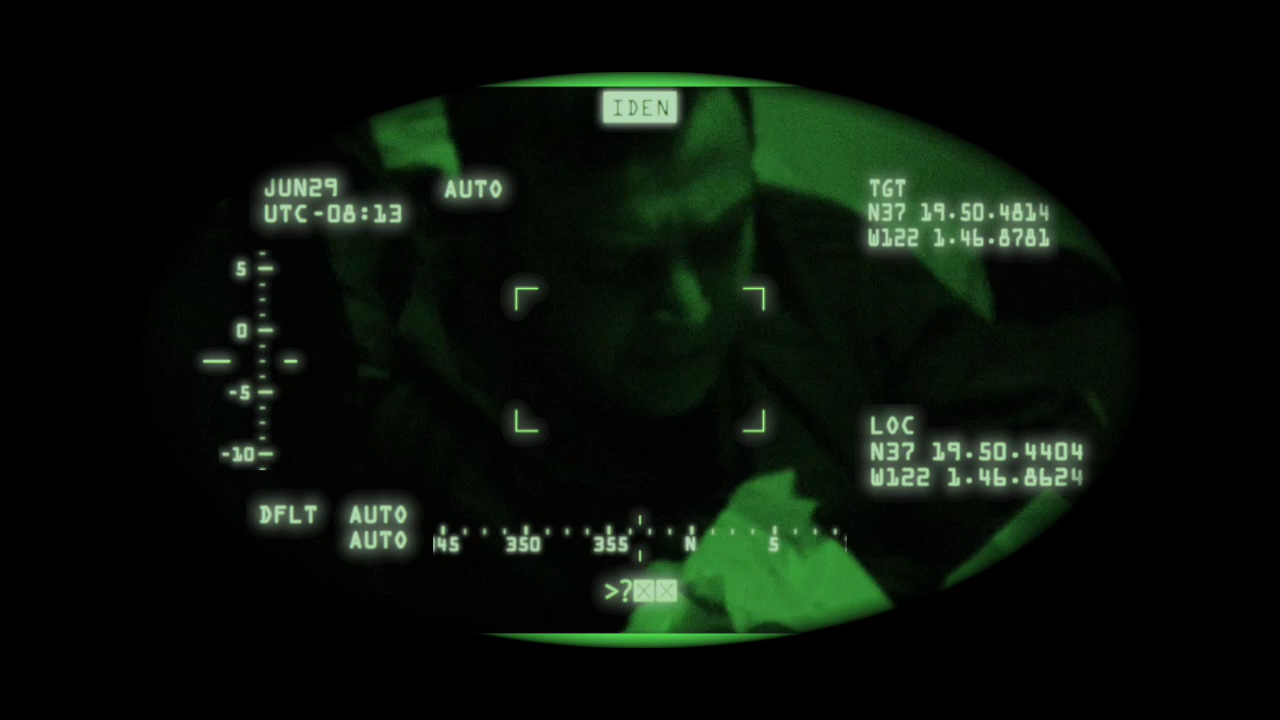 IDEN
JUN29
UTC-08:13
AUTO
TGT
N37 19.50.4814
W122 1.46.8781
5
0
-5
-10
LOC
N37 19.50.4404
W122 1.46.8624
DFLT AUTO
AUTO
45 350 355 N 5
>?